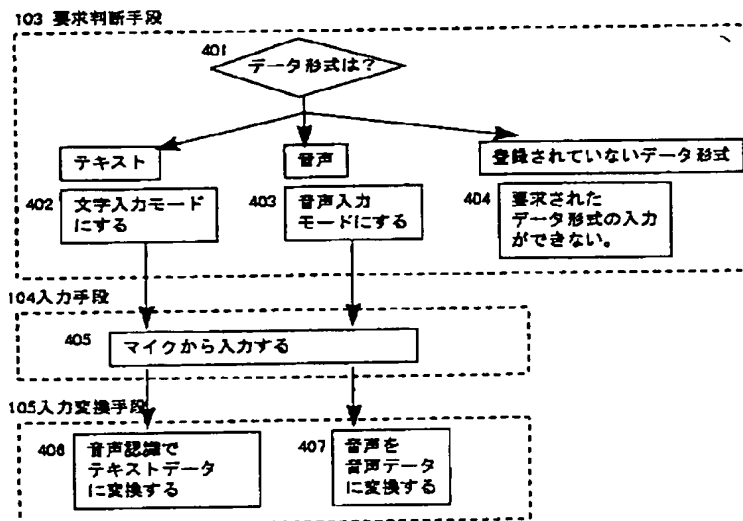 103 要求判断手段
401
データ形式は?
テキスト
音声
登録されていないデータ形式
402
文字入力モード
にする
403
音声入力
モードにする
404
要求された
データ形式の入力
ができない。
104入力手段
405
マイクから入力する
105入力変換手段
406
音声認識で
テキストデータ
に変換する
407
音声を
音声データ
に変換する